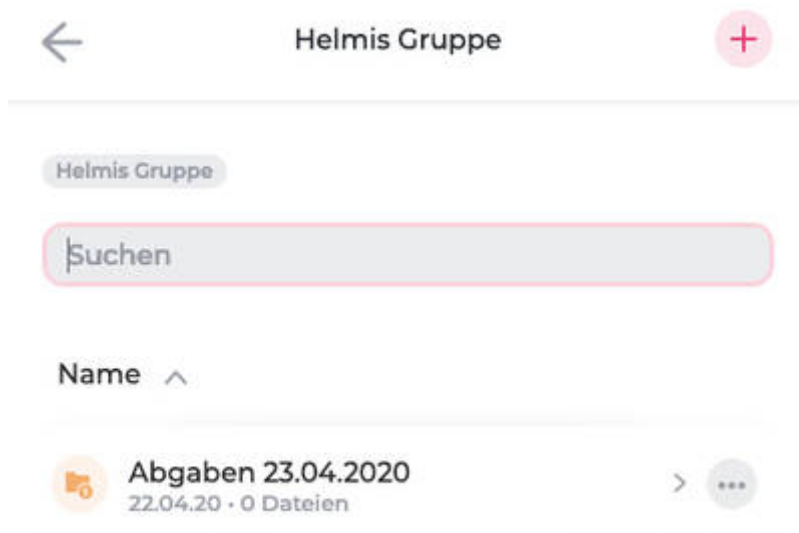 Helmis Gruppe
Helmis Gruppe
Suchen
Name
Abgaben 23.04.2020
22.04.20 • 0 Dateien